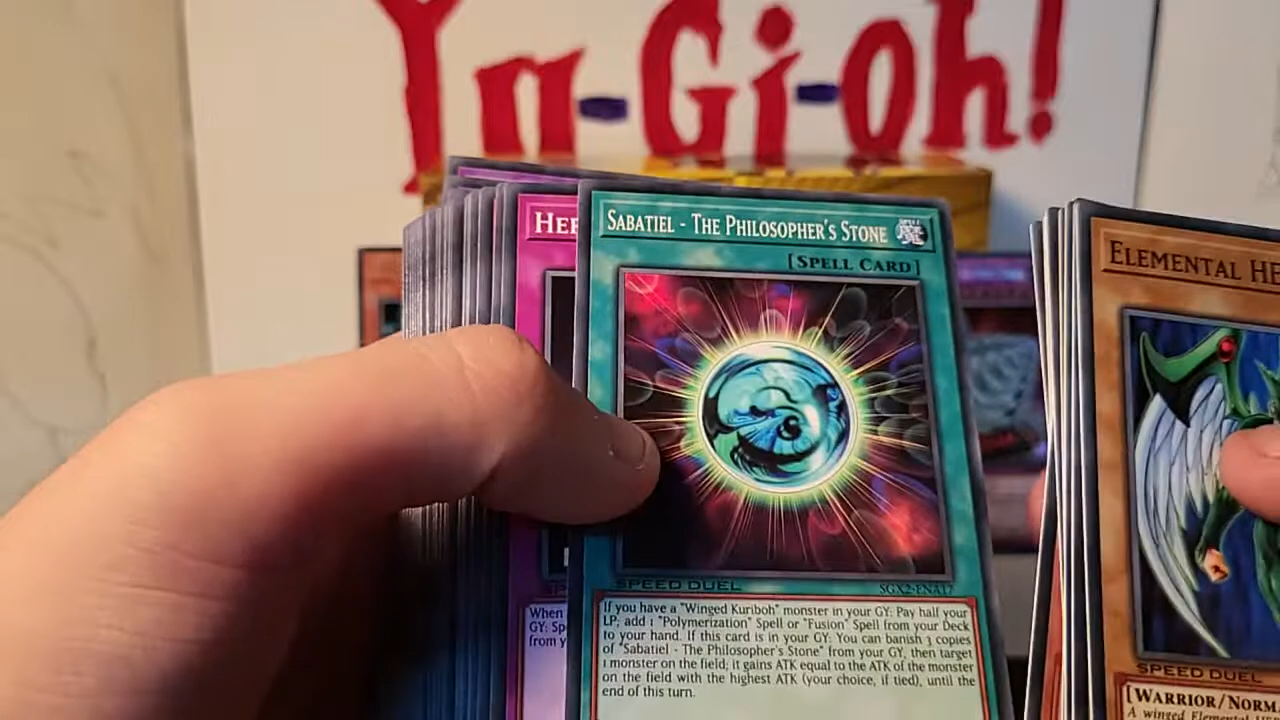 Yu-Gi-oh!
HER
SABATIEL - THE PHILOSOPHER'S STONE
[SPELL CARD]
SPEED DUEL
SGX2-ENA17
If you have a "Winged Kuriboh" monster in your GY: Pay half your
LP; add 1 "Polymerization" Spell or "Fusion" Spell from your Deck
to your hand. If this card is in your GY: You can banish 3 copies
of "Sabatiel - The Philosopher's Stone" from your GY, then target
1 monster on the field; it gains ATK equal to the ATK of the monster
on the field with the highest ATK (your choice, if tied), until the
end of this turn.
When
GY: Spe
from y
ELEMENTAL HE
SPEED DUEL
[WARRIOR/NORMA
A winged Elemental